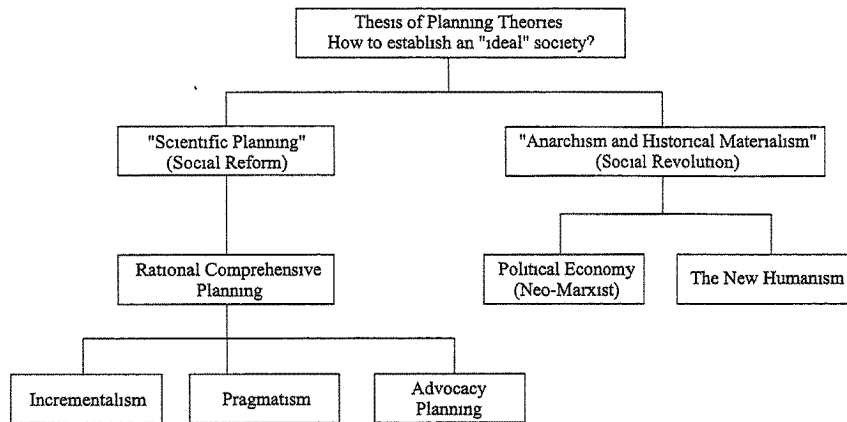 Thesis of Planning Theories
How to establish an "ideal" society?
"Scientific Planning"
(Social Reform)
"Anarchism and Historical Materialism"
(Social Revolution)
Rational Comprehensive
Planning
Political Economy
(Neo-Marxist)
The New Humanism
Incrementalism
Pragmatism
Advocacy
Planning